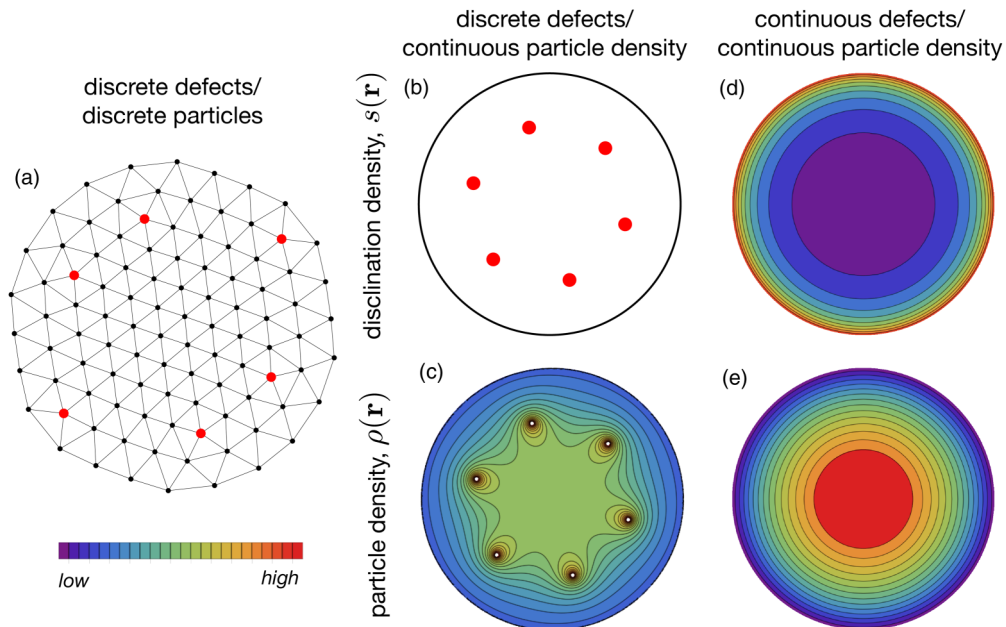 discrete defects/
discrete particles
(a)
low
high
discrete defects/
continuous particle density
continuous defects/
continuous particle density
disclination density, s(r)
(b)
(d)
particle density, ρ(r)
(c)
(e)